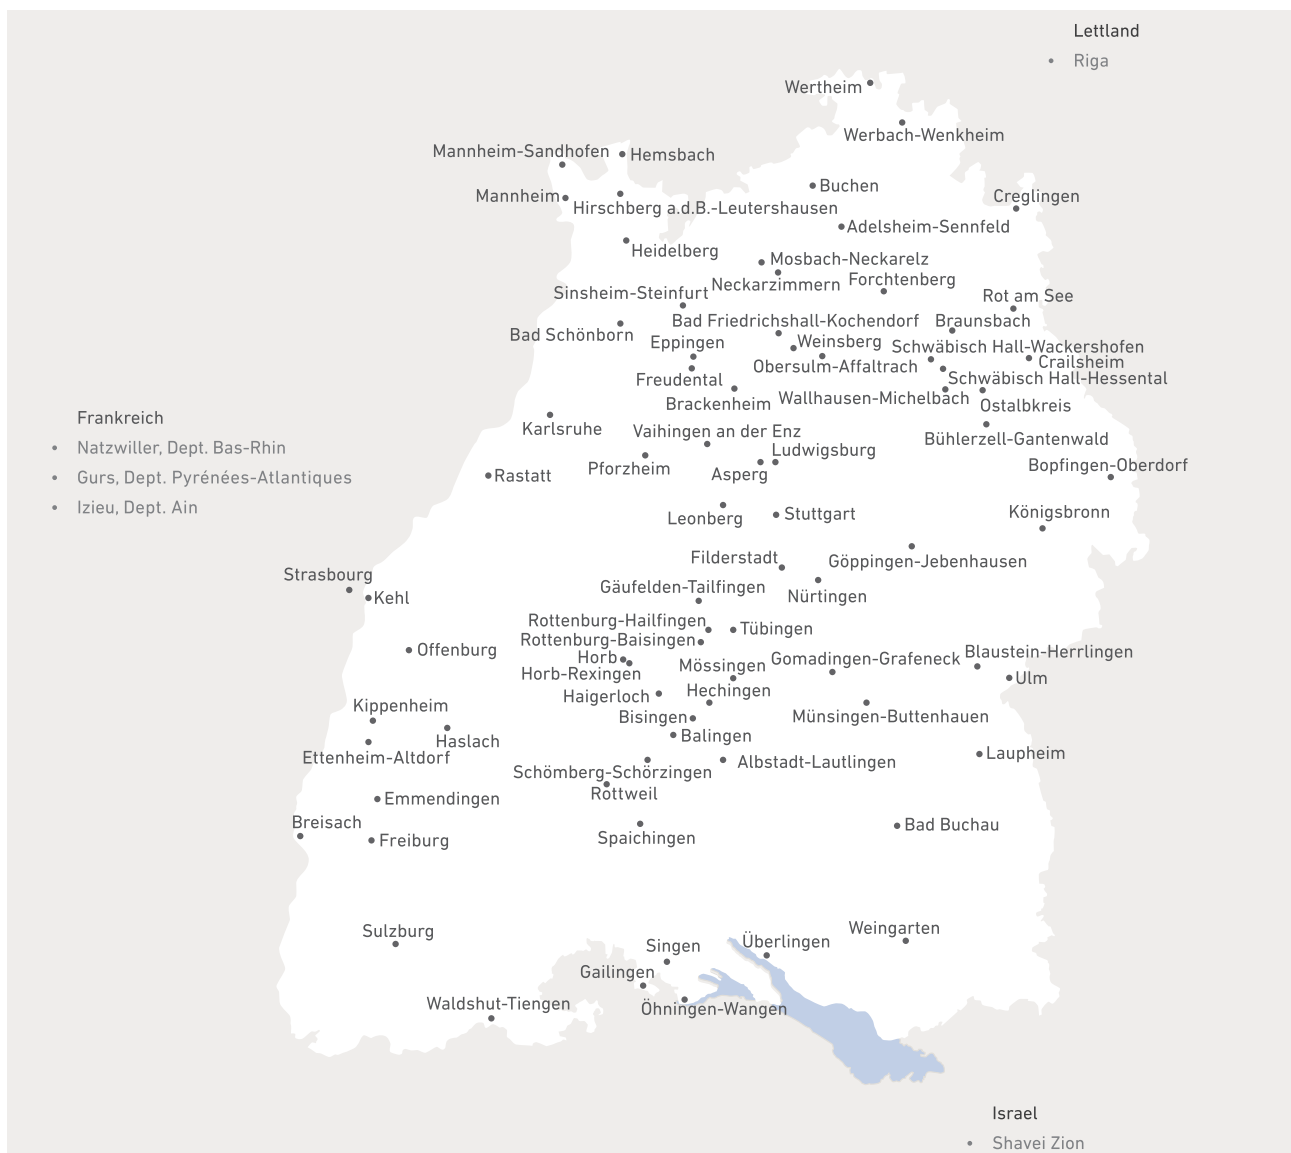 Lettland
• Riga
Wertheim
Werbach-Wenkheim
Mannheim-Sandhofen
Hemsbach
Buchen
Mannheim
Creglingen
Hirschberg a.d.B.-Leutershausen
Adelsheim-Sennfeld
Heidelberg
Mosbach-Neckarelz
Forchtenberg
Neckarzimmern
Sinsheim-Steinfurt
Rot am See
Bad Friedrichshall-Kochendorf
Braunsbach
Bad Schönborn
Eppingen
Weinsberg
Schwäbisch Hall-Wackershofen
Crailsheim
Obersulm-Affaltrach
Freudental
Schwäbisch Hall-Hessental
Wallhausen-Michelbach
Brackenheim
Ostalbkreis
Frankreich
• Natzwiller, Dept. Bas-Rhin
• Gurs, Dept. Pyrénées-Atlantiques
• Izieu, Dept. Ain
Karlsruhe
Vaihingen an der Enz
Bühlerzell-Gantenwald
Ludwigsburg
Pforzheim
Bopfingen-Oberdorf
Rastatt
Asperg
Königsbronn
Leonberg
Stuttgart
Filderstadt
Göppingen-Jebenhausen
Strasbourg
Gäufelden-Tailfingen
Nürtingen
Kehl
Rottenburg-Hailfingen
Tübingen
Rottenburg-Baisingen
Offenburg
Horb
Gomadingen-Grafeneck
Blaustein-Herrlingen
Mössingen
Horb-Rexingen
Ulm
Hechingen
Haigerloch
Kippenheim
Bisingen
Münsingen-Buttenhauen
Haslach
Balingen
Laupheim
Ettenheim-Altdorf
Albstadt-Lautlingen
Schömberg-Schörzingen
Rottweil
Emmendingen
Breisach
Bad Buchau
Spaichingen
Freiburg
Weingarten
Sulzburg
Überlingen
Singen
Gailingen
Waldshut-Tiengen
Öhningen-Wangen
Israel
• Shavei Zion